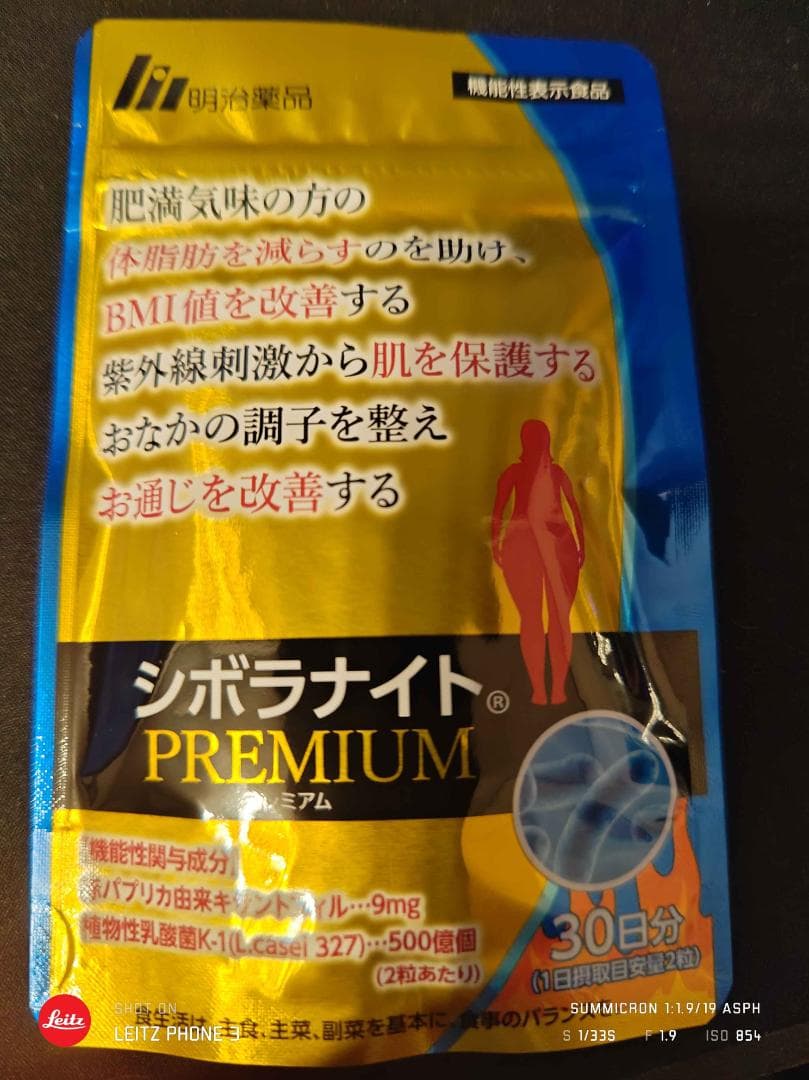 明治薬品
機能性表示食品
肥満気味の方の
体脂肪を減らすのを助け、
BMI値を改善する
紫外線刺激から肌を保護する
おなかの調子を整え
お通じを改善する
シボラナイト®
PREMIUM
プレミアム
機能性関与成分
パプリカ由来キサントフィル…9mg
植物性乳酸菌K-1(L.casei 327)…500億個
(2粒あたり)
30日分
(1日摂取目安量2粒)
食生活は、主食、主菜、副菜を基本に、食事のバランスを
Leitz
SHOT ON
LEITZ PHONE 3
SUMMICRON 1:1.9/19 ASPH
S 1/33S F 1.9 ISO 854